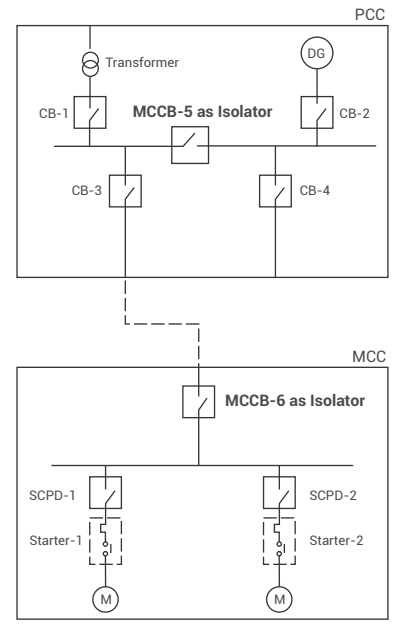 PCC
Transformer
DG
CB-1
MCCB-5 as Isolator
CB-2
CB-3
CB-4
MCC
MCCB-6 as Isolator
SCPD-1
SCPD-2
Starter-1
Starter-2
M
M